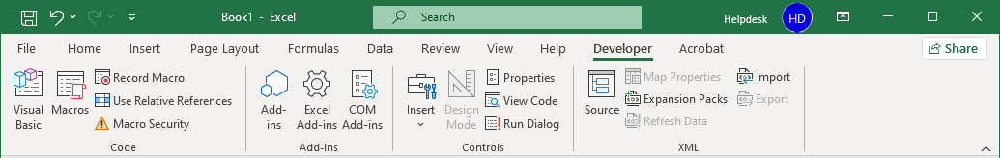 Book1 - Excel
Search
Helpdesk
HD
File Home Insert Page Layout Formulas Data Review View Help Developer Acrobat Share
Visual Basic
Macros
Record Macro
Use Relative References
Macro Security
Code
Add-ins
Excel Add-ins
COM Add-ins
Add-ins
Insert
Design Mode
Properties
View Code
Run Dialog
Controls
Source
Map Properties
Expansion Packs
Refresh Data
Import
Export
XML